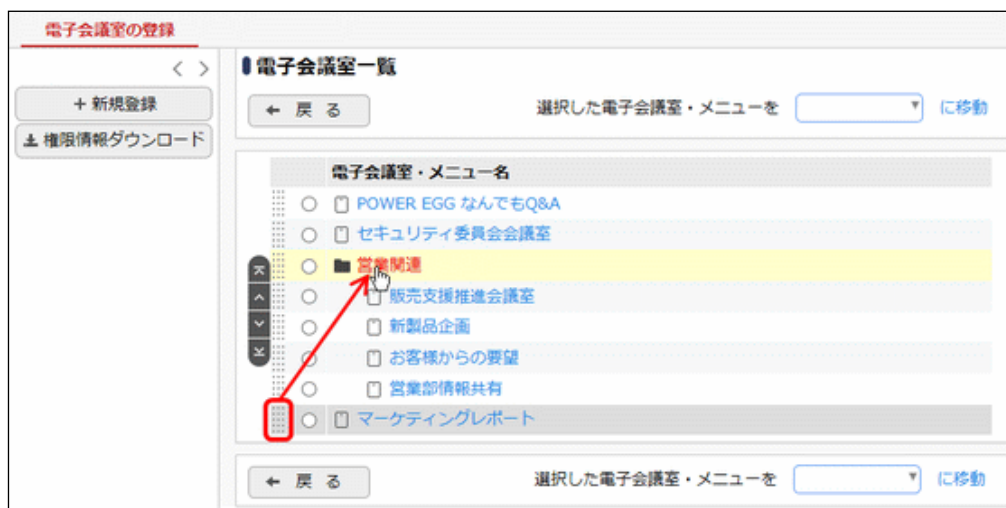 電子会議室の登録
+ 新規登録
権限情報ダウンロード
電子会議室一覧
戻 る 選択した電子会議室・メニューを に移動
電子会議室・メニュー名
POWER EGG なんでもQ&A
セキュリティ委員会会議室
営業関連
販売支援推進会議室
新製品企画
お客様からの要望
営業部情報共有
マーケティングレポート
戻 る 選択した電子会議室・メニューを に移動